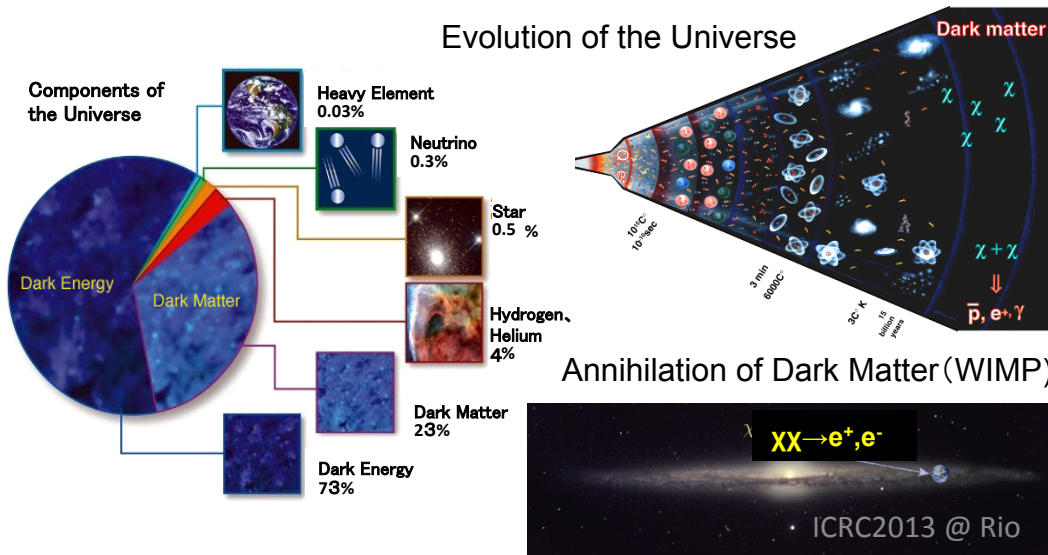 Evolution of the Universe
Components of
the Universe
Heavy Element
0.03%
Neutrino
0.3%
Star
0.5 %
Hydrogen、
Helium
4%
Dark Matter
23%
Dark Energy
73%
Dark Energy
Dark Matter
Dark matter
χ
χ
χ
χ
χ
χ + χ
⇓
p̅, e⁺, γ
3 min
6000C°
3C° K
15
billion
years
Annihilation of Dark Matter(WIMP)
χ
χχ→e⁺,e⁻
ICRC2013 @ Rio